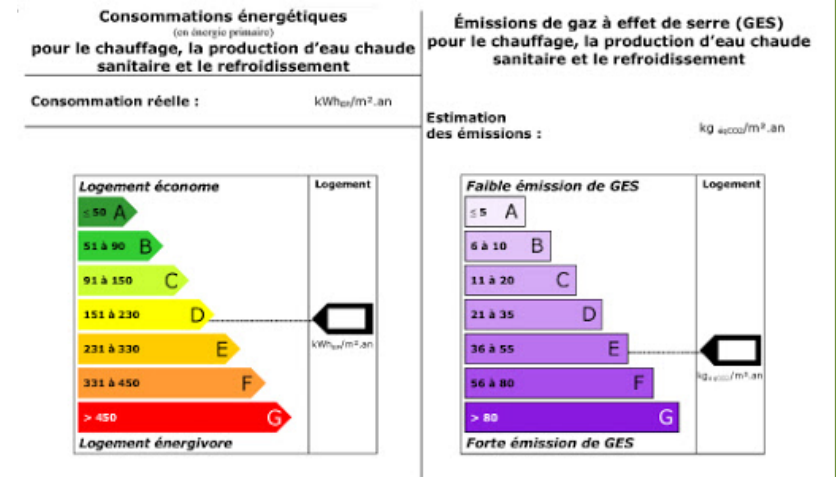 Consommations énergétiques
(en énergie primaire)
pour le chauffage, la production d'eau chaude
sanitaire et le refroidissement
Consommation réelle : kWhEP/m².an
Logement économe Logement
≤ 50 A
51 à 90 B
91 à 150 C
151 à 230 D
231 à 330 E
331 à 450 F
> 450 G
kWhEP/m².an
Logement énergivore
Émissions de gaz à effet de serre (GES)
pour le chauffage, la production d'eau chaude
sanitaire et le refroidissement
Estimation
des émissions : kg éqCO2/m².an
Faible émission de GES Logement
≤ 5 A
6 à 10 B
11 à 20 C
21 à 35 D
36 à 55 E
56 à 80 F
> 80 G
kgéqCO2/m².an
Forte émission de GES